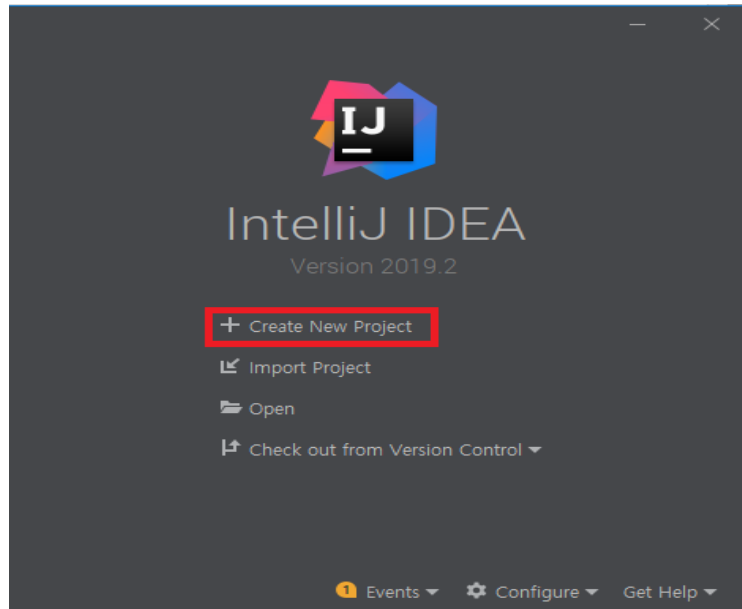 IJ
IntelliJ IDEA
Version 2019.2
Create New Project
Import Project
Open
Check out from Version Control
1 Events Configure Get Help